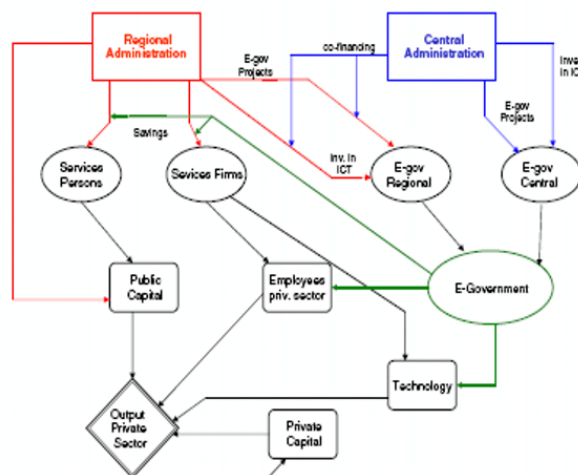 Regional
Administration
Central
Administration
E-gov
Projects
co-financing
Inve
in IC
E-gov
Projects
Savings
Services
Persons
Sevices Firms
Inv. in
ICT
E-gov
Regional
E-gov
Central
Public
Capital
Employees
priv. sector
E-Government
Technology
Output
Private
Sector
Private
Capital